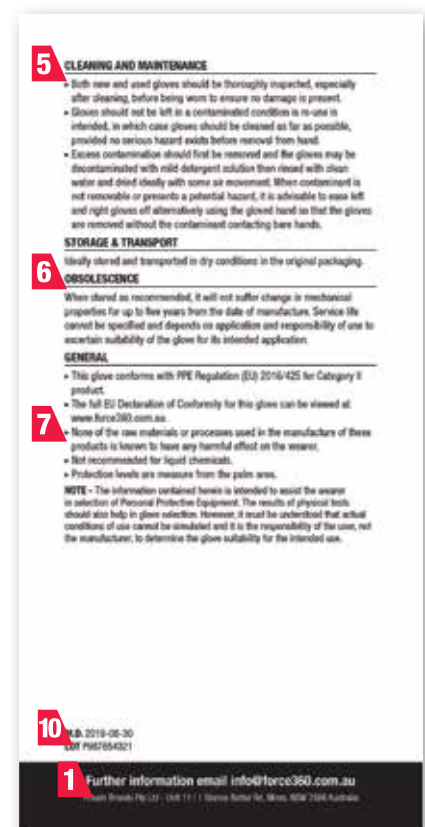 5
CLEANING AND MAINTENANCE
• Both new and used gloves should be thoroughly inspected, especially
after cleaning, before being worn to ensure no damage is present.
• Gloves should not be left in a contaminated condition is re-use is
intended, in which case gloves should be cleaned as far as possible,
provided no serious hazard exists before removal from hand.
• Excess contamination should first be removed and the gloves may be
decontaminated with mild detergent solution then rinsed with clean
water and dried ideally with some air movement. When contaminant is
not removable or presents a potential hazard, it is advisable to ease left
and right gloves off alternatively using the gloved hand so that the gloves
are removed without the contaminant contacting bare hands.
STORAGE & TRANSPORT
Ideally stored and transported in dry conditions in the original packaging.
6
OBSOLESCENCE
When stored as recommended, it will not suffer change in mechanical
properties for up to five years from the date of manufacture. Service life
cannot be specified and depends on application and responsibility of use to
ascertain suitability of the glove for its intended application.
GENERAL
• This glove conforms with PPE Regulation (EU) 2016/425 for Category II
product.
• The full EU Declaration of Conformity for this glove can be viewed at
www.force360.com.au.
7
• None of the raw materials or processes used in the manufacture of these
products is known to have any harmful effect on the wearer.
• Not recommended for liquid chemicals.
• Protection levels are measure from the palm area.
NOTE - The information contained herein is intended to assist the wearer
in selection of Personal Protective Equipment. The results of physical tests
should also help in glove selection. However, it must be understood that actual
conditions of use cannot be simulated and it is the responsibility of the user, not
the manufacturer, to determine the glove suitability for the intended use.
10
M.D. 2019-08-30
LOT P987654321
1
Further information email info@force360.com.au
Brands Pty Ltd - Unit 11 / 1 Rd, Minto, NSW 2566 Australia